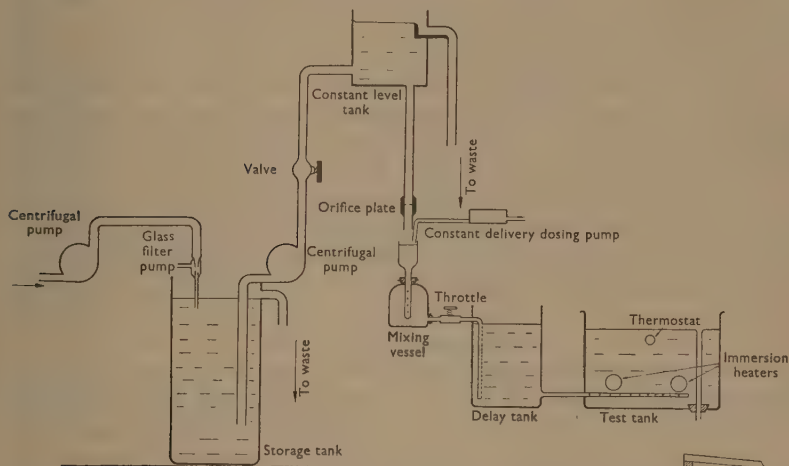 Constant level
tank
Valve
To waste
Orifice plate
Centrifugal
pump
Glass
filter
pump
Centrifugal
pump
Constant delivery dosing pump
Throttle
Mixing
vessel
Thermostat
Immersion
heaters
To waste
Delay tank
Test tank
Storage tank